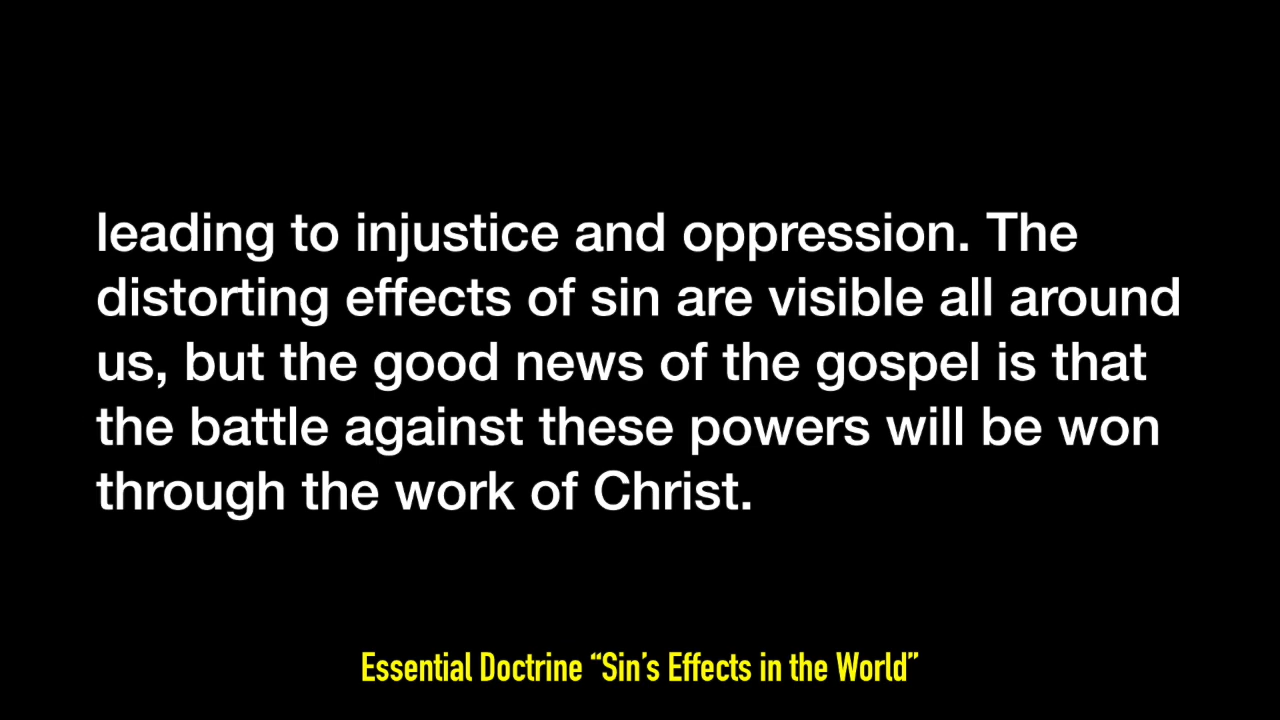 leading to injustice and oppression. The
distorting effects of sin are visible all around
us, but the good news of the gospel is that
the battle against these powers will be won
through the work of Christ.
Essential Doctrine “Sin’s Effects in the World”